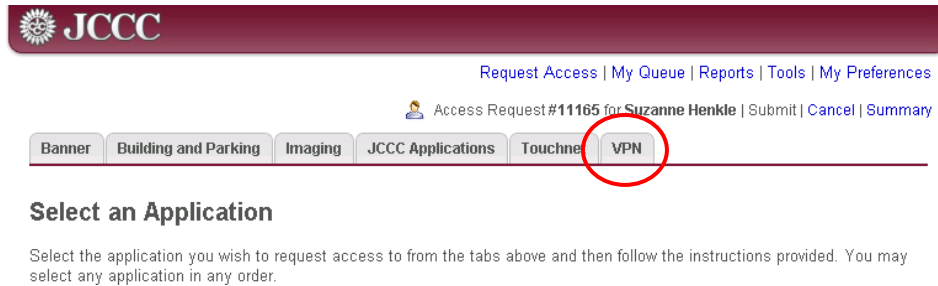 JCCC
Request Access | My Queue | Reports | Tools | My Preferences
Access Request #11165 for Suzanne Henkle | Submit | Cancel | Summary
Banner Building and Parking Imaging JCCC Applications Touchne VPN
Select an Application
Select the application you wish to request access to from the tabs above and then follow the instructions provided. You may
select any application in any order.